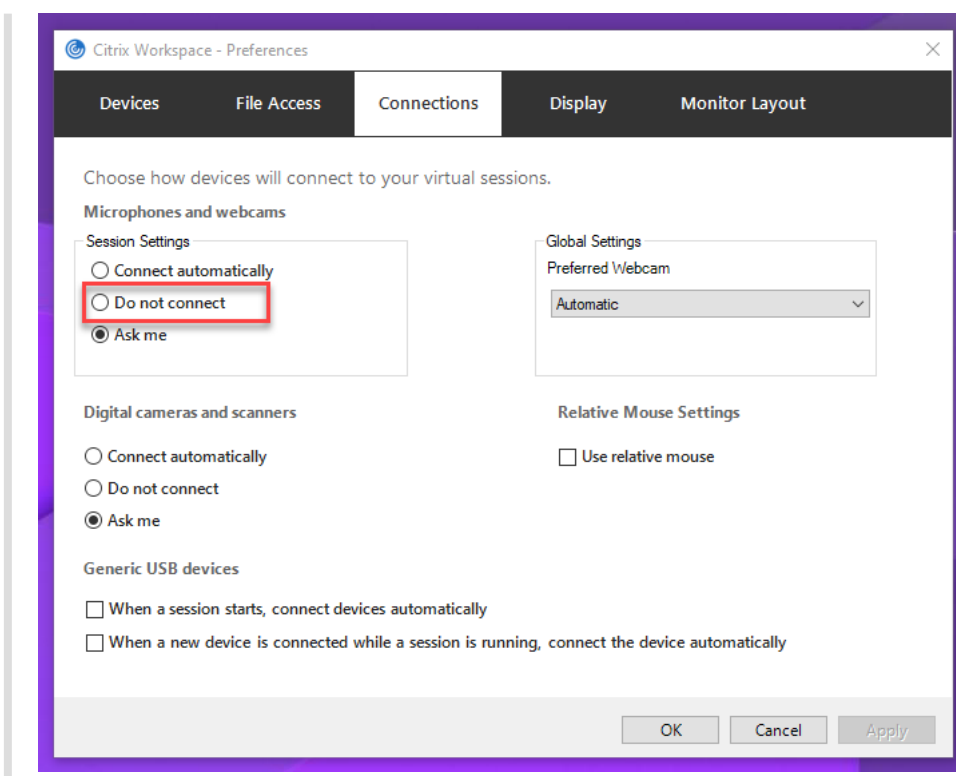 Citrix Workspace - Preferences
Devices File Access Connections Display Monitor Layout
Choose how devices will connect to your virtual sessions.
Microphones and webcams
Session Settings
Connect automatically
Do not connect
Ask me
Global Settings
Preferred Webcam
Automatic
Digital cameras and scanners
Connect automatically
Do not connect
Ask me
Relative Mouse Settings
Use relative mouse
Generic USB devices
When a session starts, connect devices automatically
When a new device is connected while a session is running, connect the device automatically
OK Cancel Apply